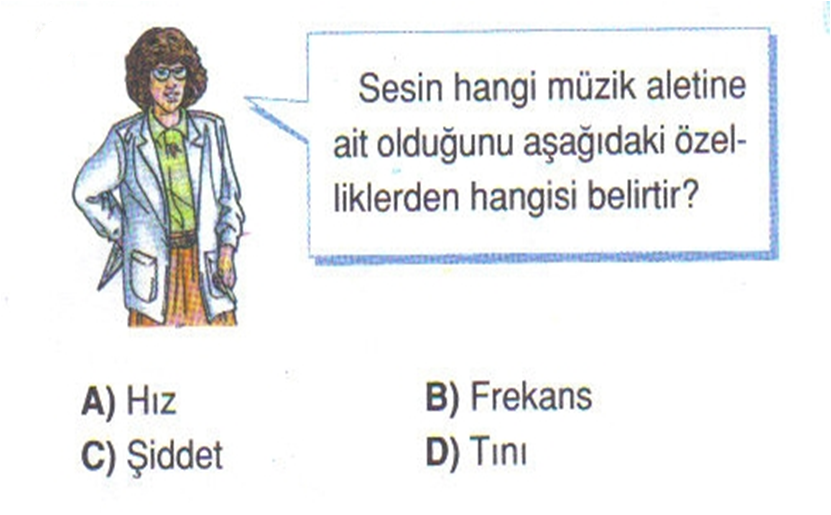 Sesin hangi müzik aletine
ait olduğunu aşağıdaki özel-
liklerden hangisi belirtir?
A) Hız
B) Frekans
C) Şiddet
D) Tını